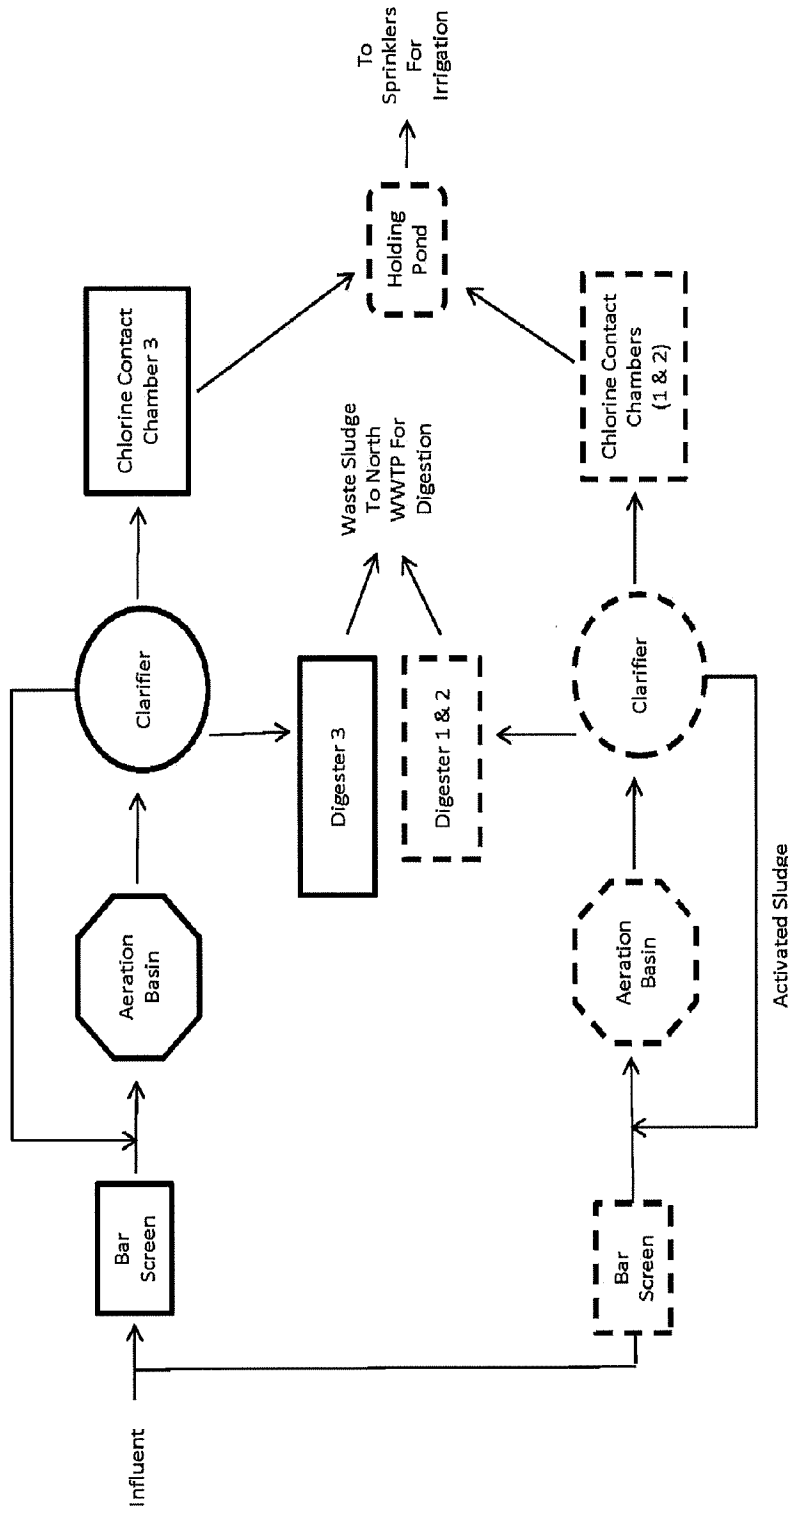 Influent
Bar
Screen
Aeration
Basin
Clarifier
Chlorine Contact
Chamber 3
Digester 3
Digester 1 & 2
Waste Sludge
To North
WWTP For
Digestion
Holding
Pond
To
Sprinklers
For
Irrigation
Bar
Screen
Aeration
Basin
Clarifier
Chlorine Contact
Chambers
(1 & 2)
Activated Sludge